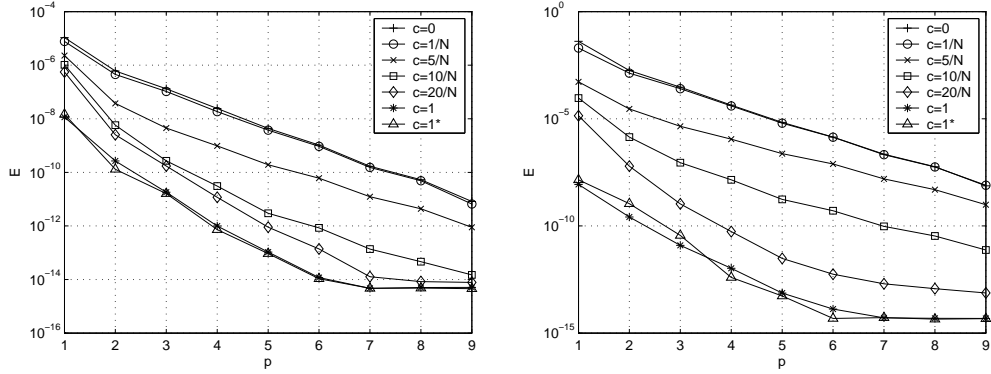 10^-4
10^-6
10^-8
10^-10
10^-12
10^-14
10^-16
E
1 2 3 4 5 6 7 8 9
p
c=0
c=1/N
c=5/N
c=10/N
c=20/N
c=1
c=1*
10^0
10^-5
10^-10
10^-15
E
1 2 3 4 5 6 7 8 9
p
c=0
c=1/N
c=5/N
c=10/N
c=20/N
c=1
c=1*